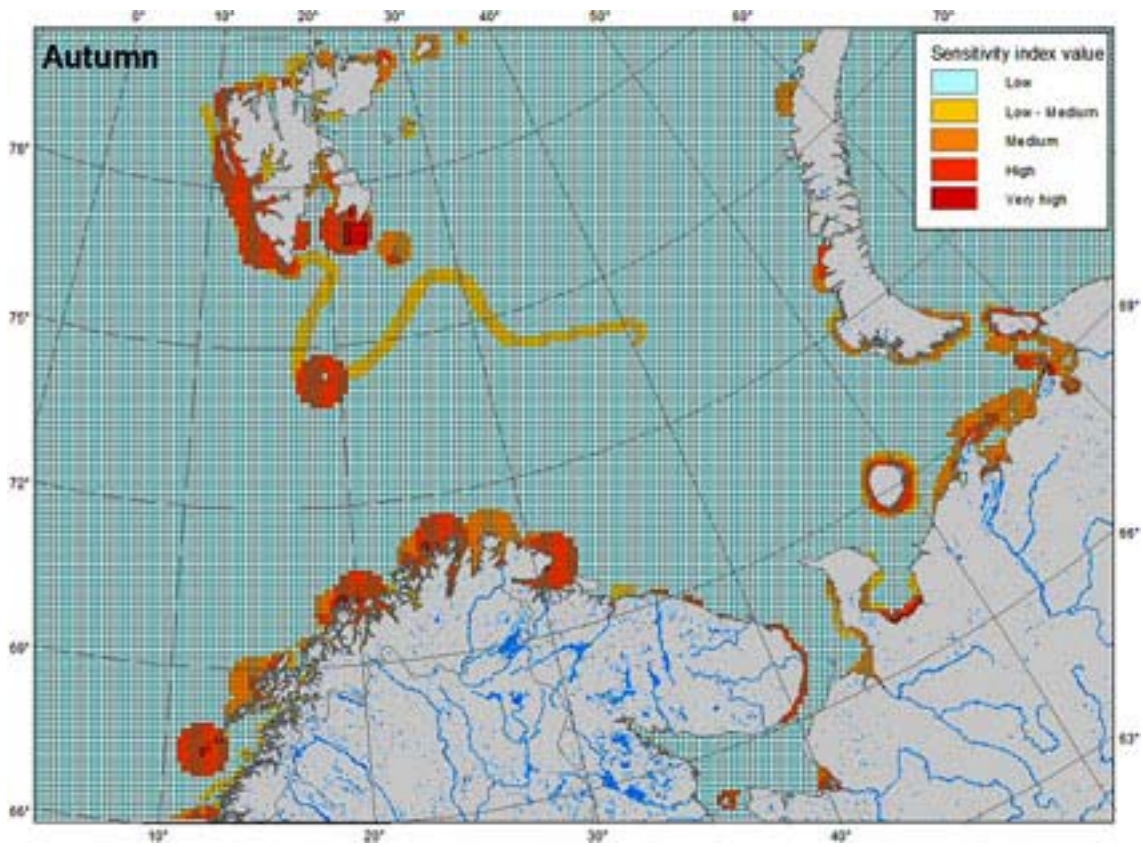 0° 10° 20° 30° 40° 50° 60° 70°
Autumn
Sensitivity index value
Low
Low - Medium
Medium
High
Very high
78°
75°
69°
72°
66°
69°
63°
66°
10° 20° 30° 40°